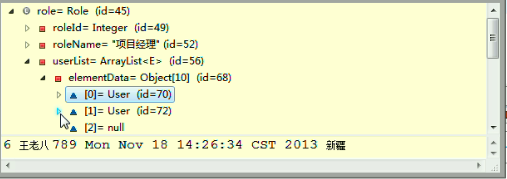 role= Role (id=45)
roleId= Integer (id=49)
roleName= "项目经理"(id=52)
userList= ArrayList<E> (id=56)
elementData= Object[10] (id=68)
[0]= User (id=70)
[1]= User (id=72)
[2]= null
6 王老八 789 Mon Nov 18 14:26:34 CST 2013 新疆